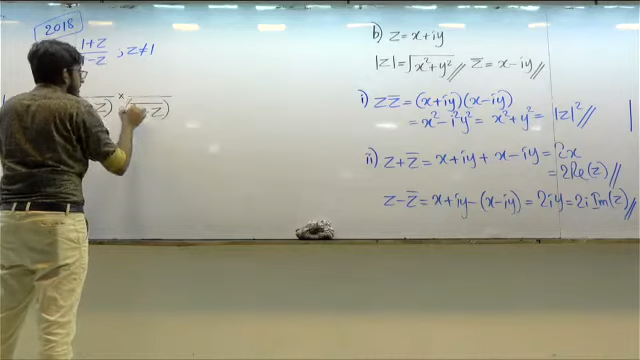 2018
1+z
1-z ; z≠1
z) × (‾‾z)
b) z = x+iy
|z| = √x²+y² // z̅ = x-iy //
i) z z̅ = (x+iy)(x-iy)
= x²-i²y² = x²+y² = |z|² //
ii) z+z̅ = x+iy + x-iy = 2x
= 2Re(z) //
z-z̅ = x+iy-(x-iy) = 2iy = 2i Im(z) //